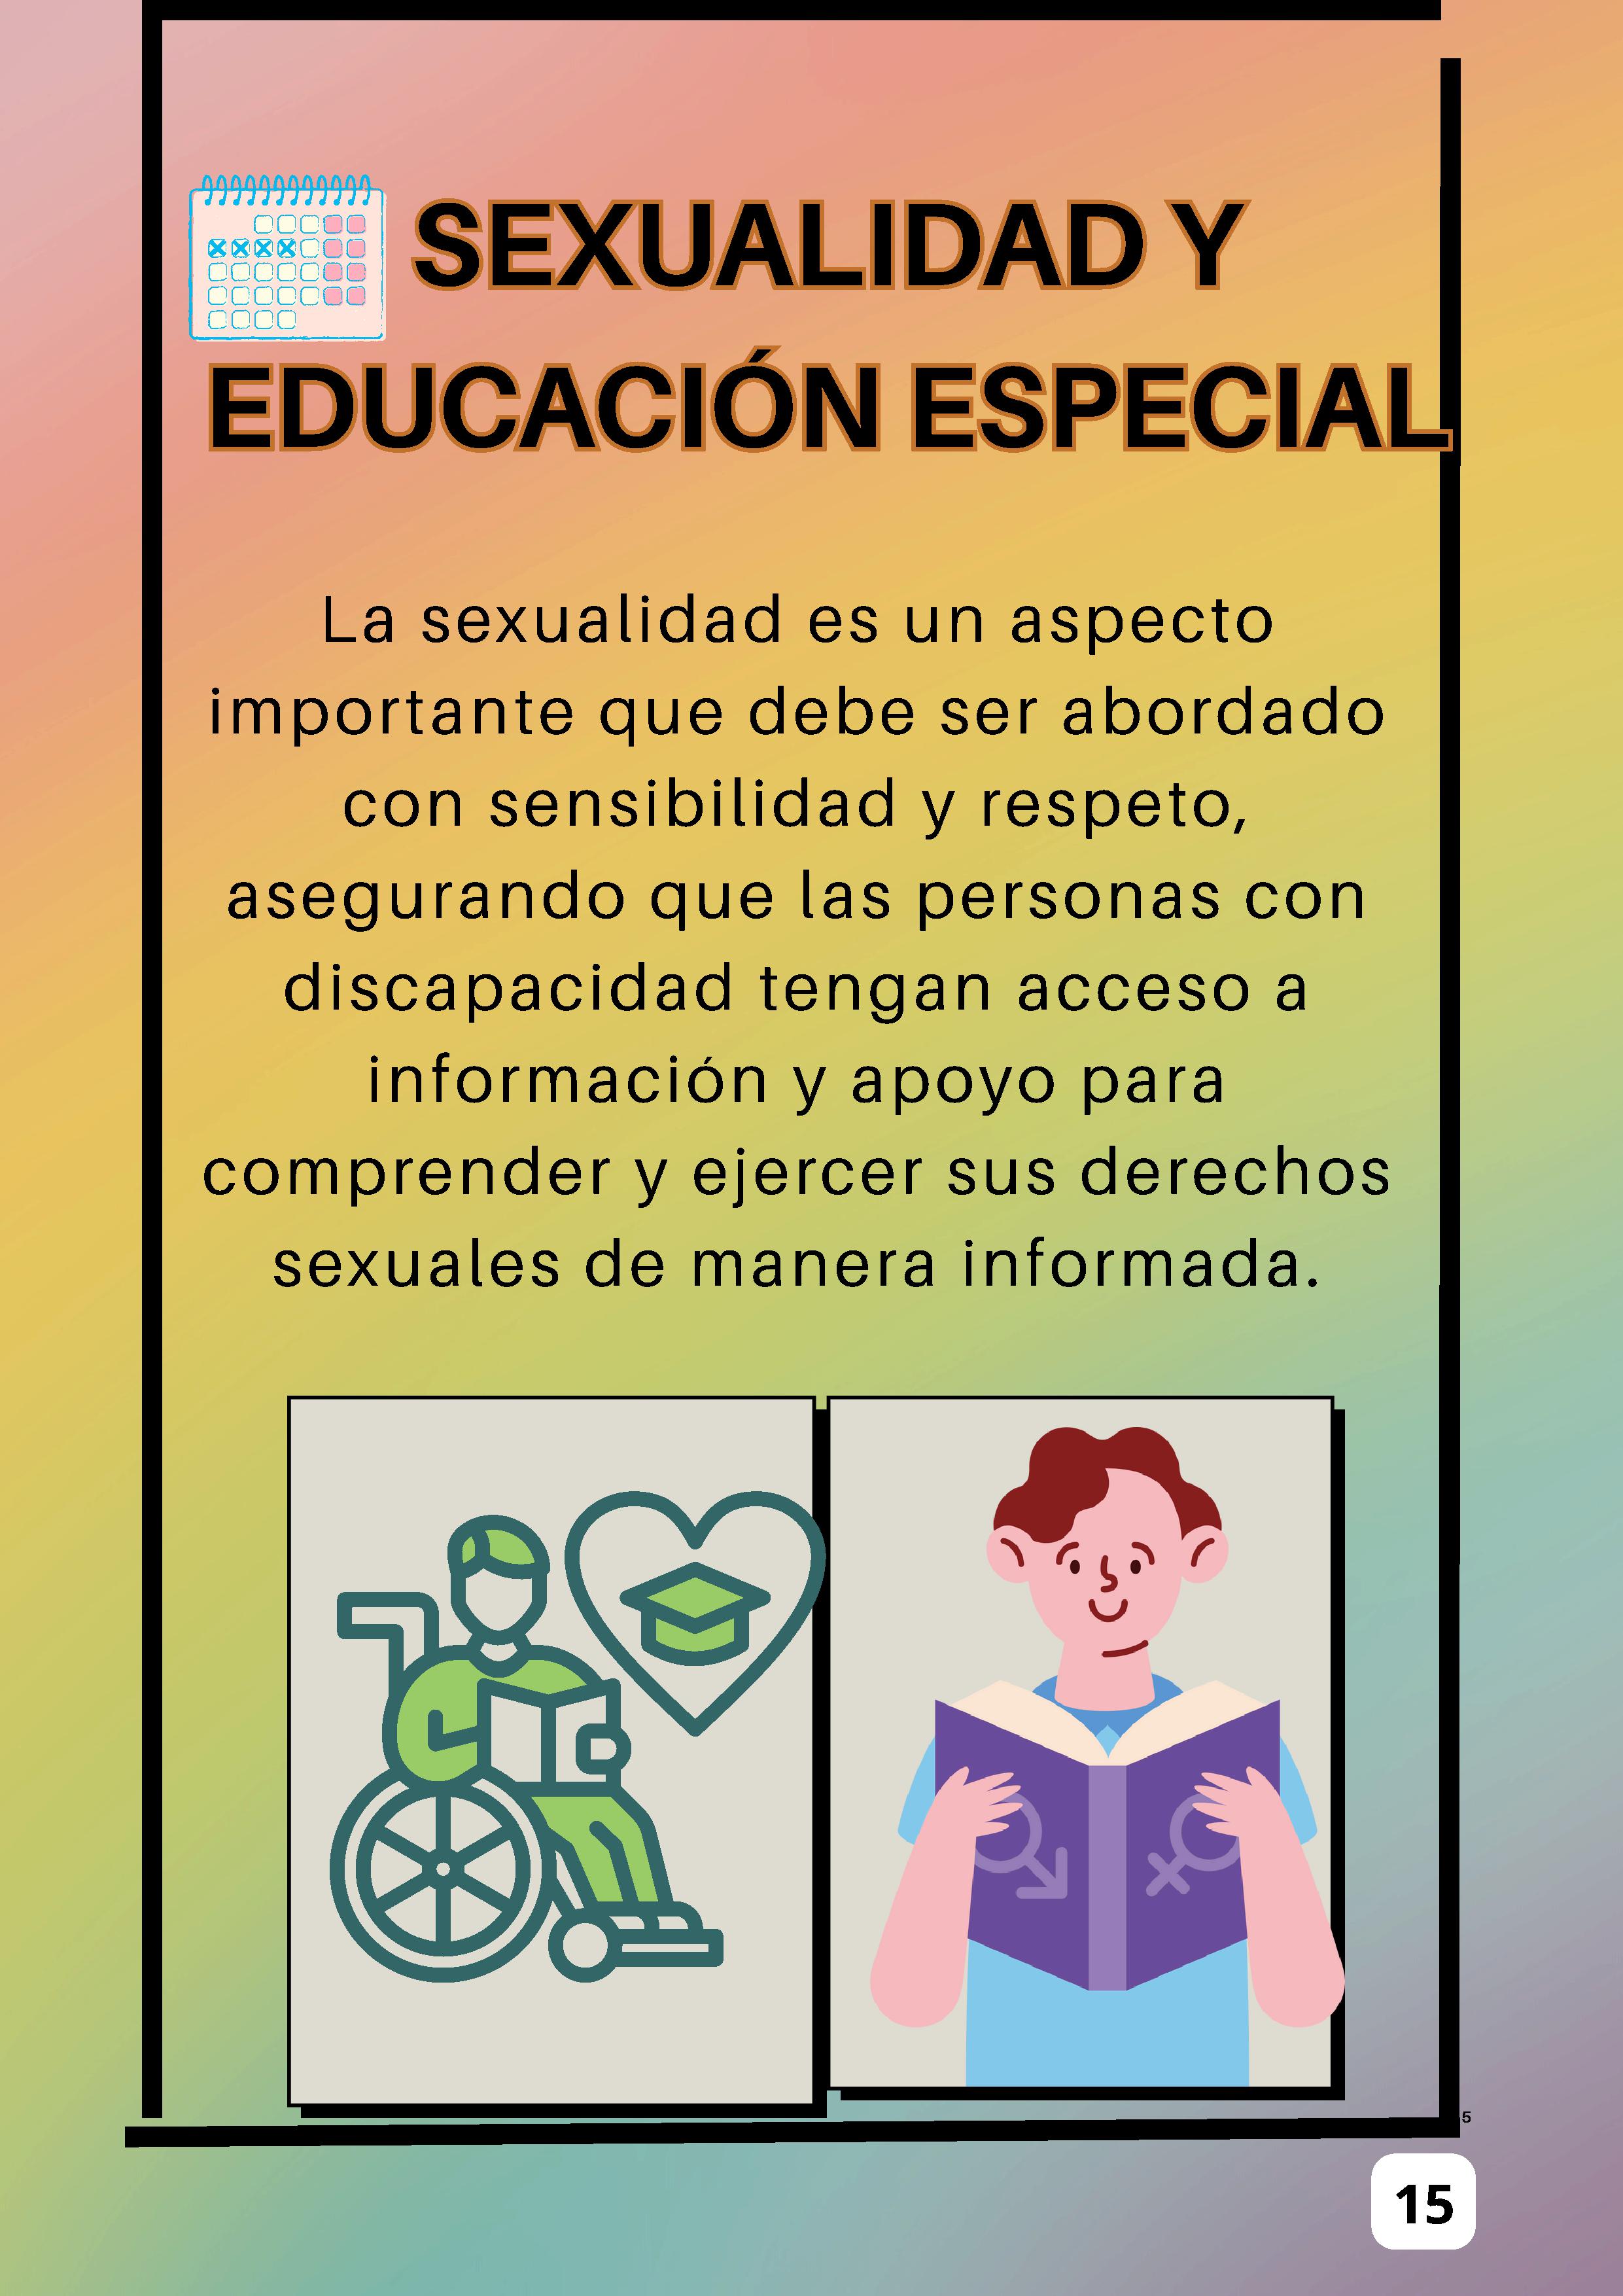 SEXUALIDAD Y
EDUCACIÓN ESPECIAL
La sexualidad es un aspecto
importante que debe ser abordado
con sensibilidad y respeto,
asegurando que las personas con
discapacidad tengan acceso a
información y apoyo para
comprender y ejercer sus derechos
sexuales de manera informada.
5
15